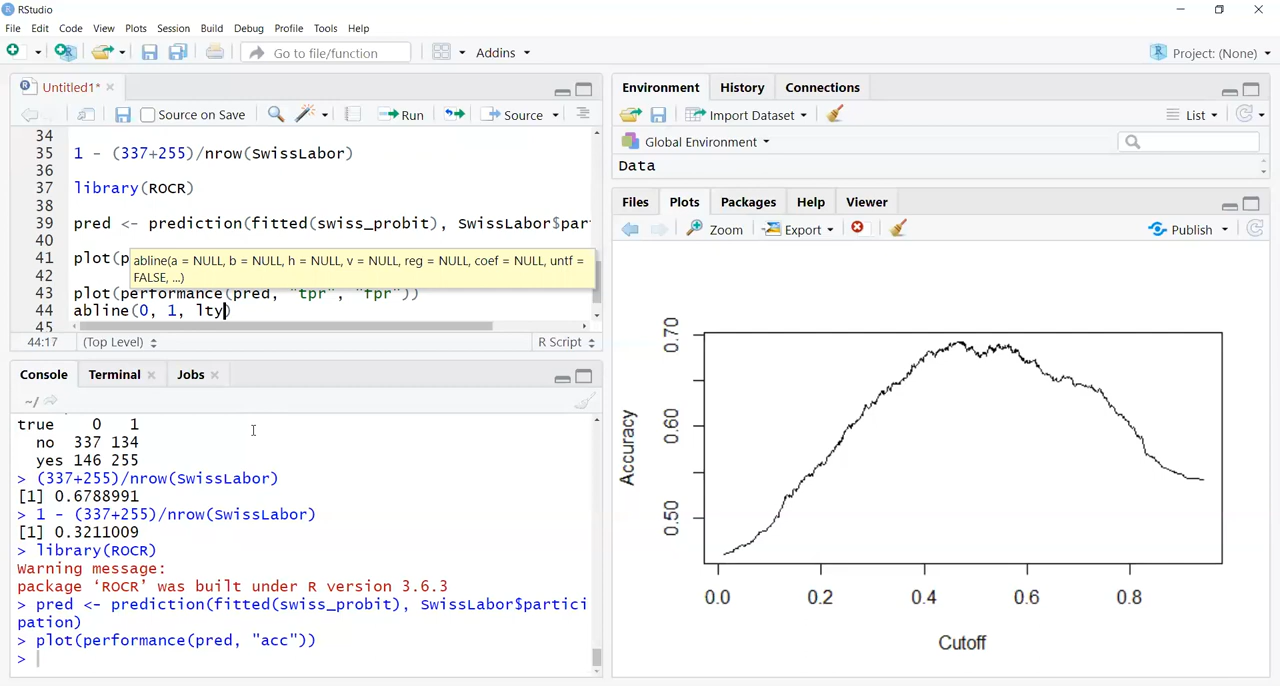 RStudio
File Edit Code View Plots Session Build Debug Profile Tools Help
Go to file/function Addins Project: (None)
Untitled1*
Source on Save Run Source
34
35 1 - (337+255)/nrow(SwissLabor)
36
37 library(ROCR)
38
39 pred <- prediction(fitted(swiss_probit), SwissLabor$par
40
41 plot(p
abline(a = NULL, b = NULL, h = NULL, v = NULL, reg = NULL, coef = NULL, untf =
FALSE, ...)
42
43 plot(performance(pred, "tpr", "fpr"))
44 abline(0, 1, lty)
45
44:17 (Top Level) R Script
Console Terminal Jobs
~/
true 0 1
no 337 134
yes 146 255
> (337+255)/nrow(SwissLabor)
[1] 0.6788991
> 1 - (337+255)/nrow(SwissLabor)
[1] 0.3211009
> library(ROCR)
Warning message:
package ‘ROCR’ was built under R version 3.6.3
> pred <- prediction(fitted(swiss_probit), SwissLabor$partici
pation)
> plot(performance(pred, "acc"))
>
Environment History Connections
Import Dataset List
Global Environment
Data
Files Plots Packages Help Viewer
Zoom Export Publish
Accuracy
0.70
0.60
0.50
0.0 0.2 0.4 0.6 0.8
Cutoff